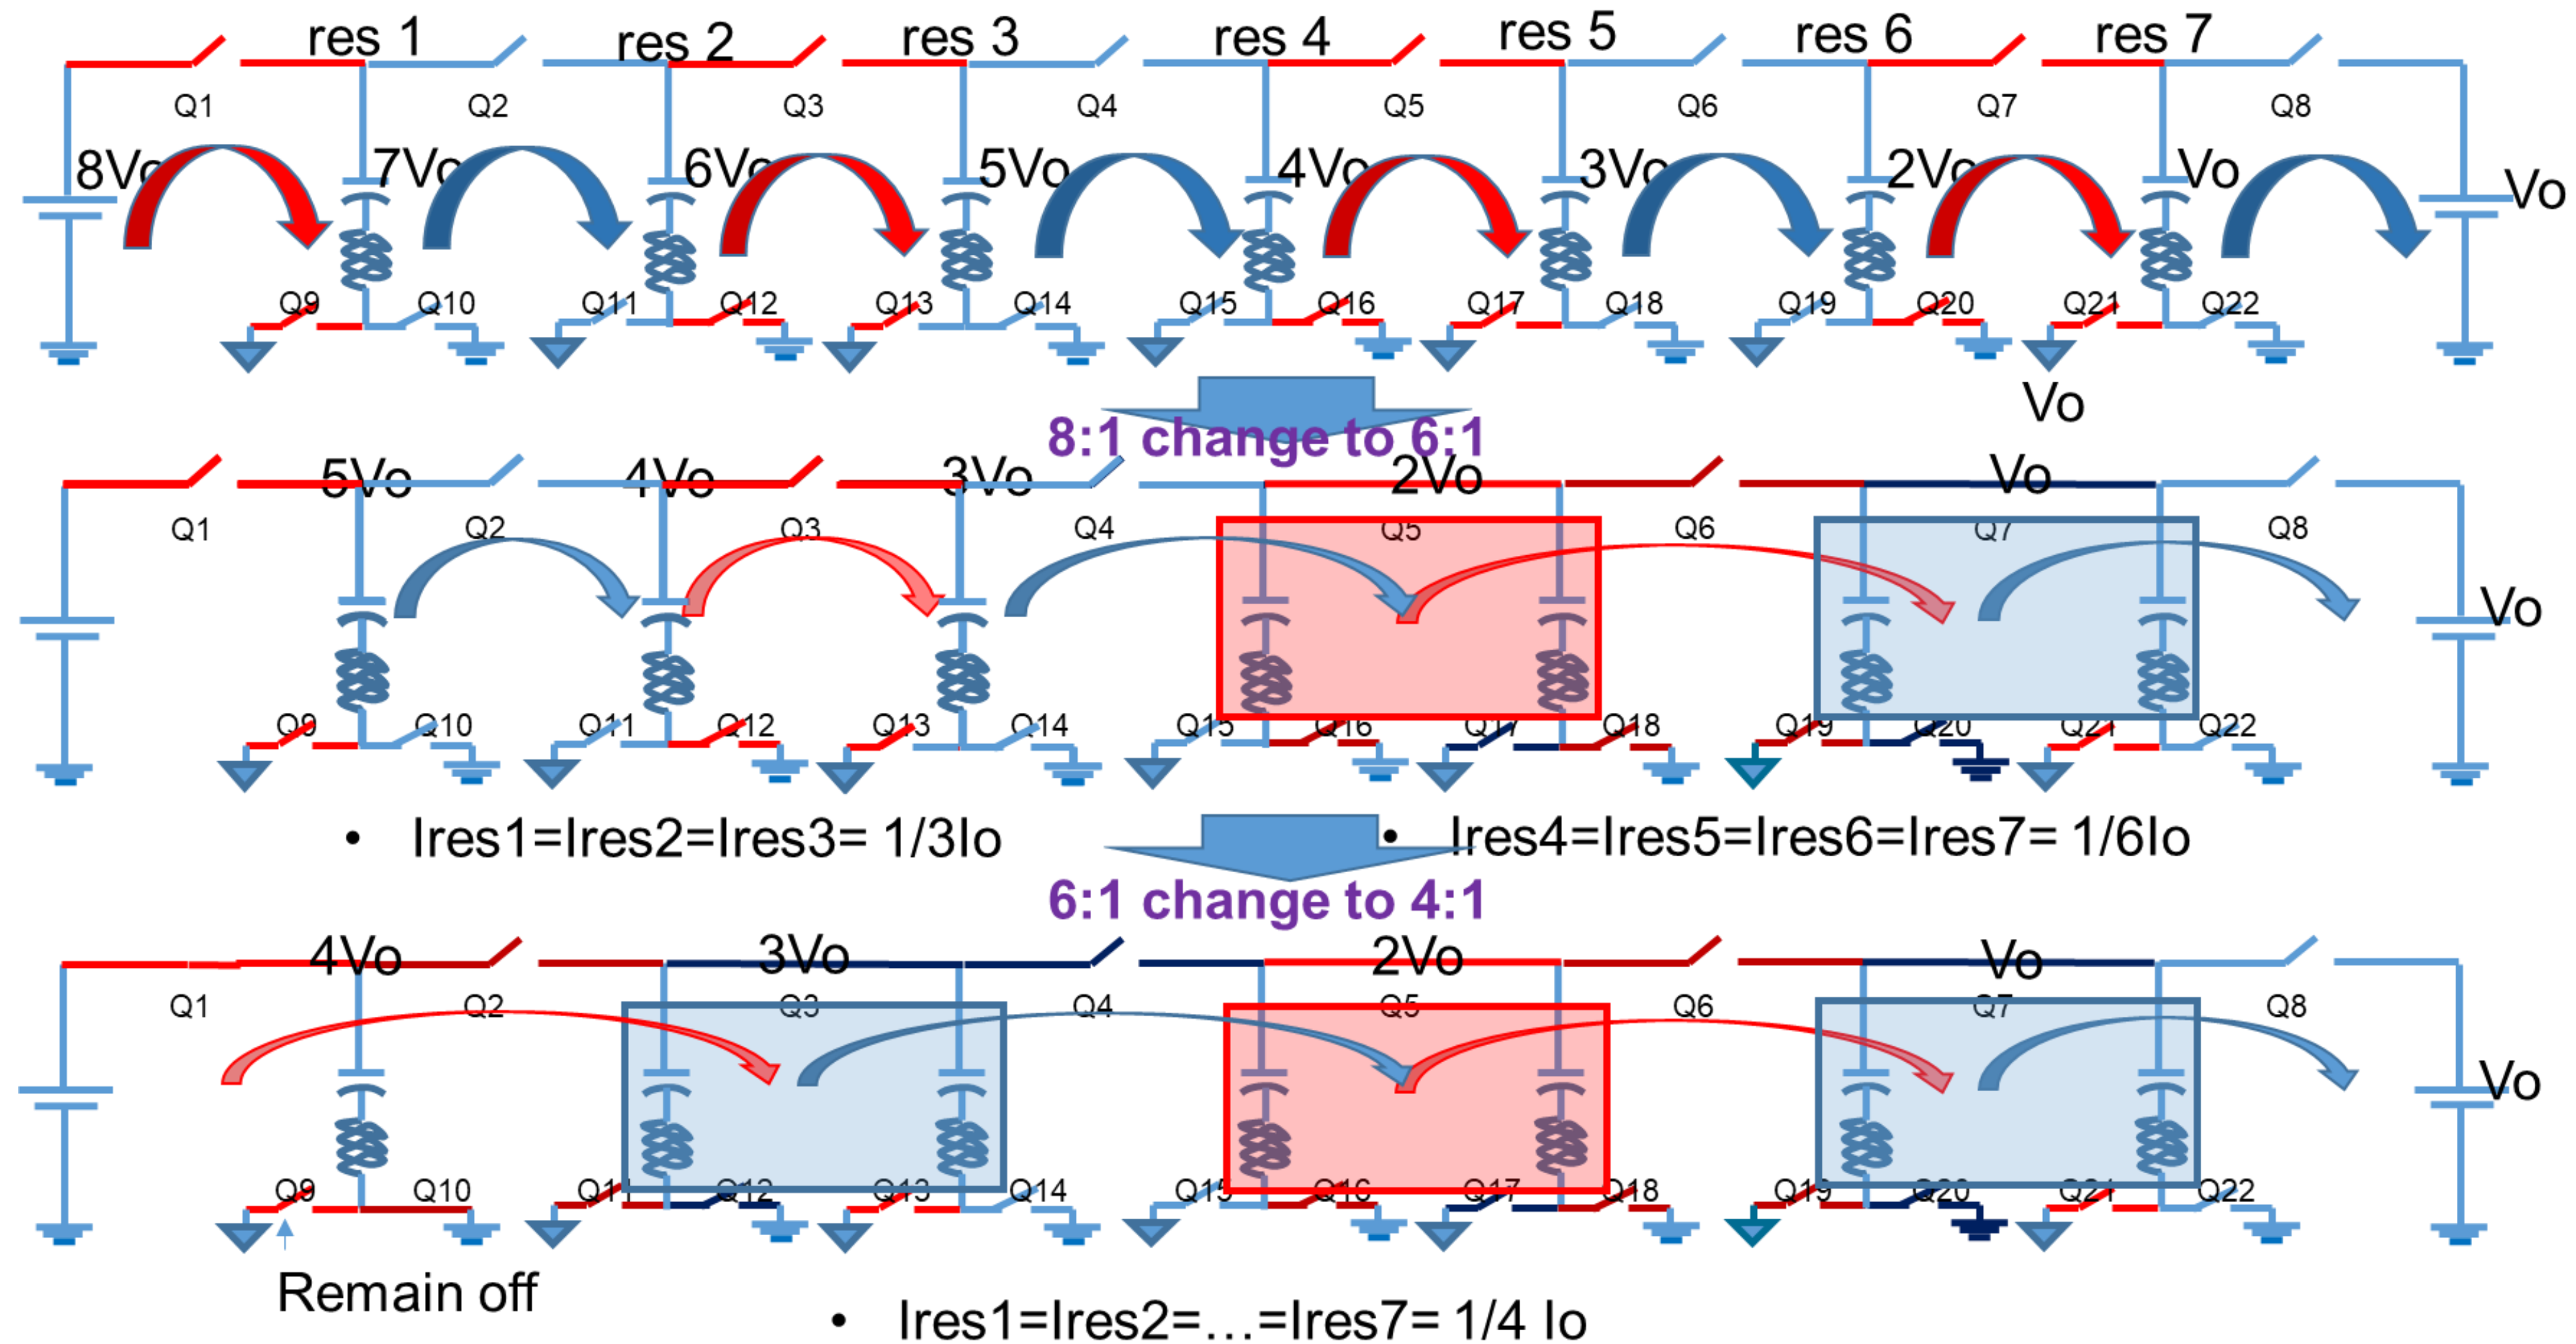 res 1 res 2 res 3 res 4 res 5 res 6 res 7
Q1 Q2 Q3 Q4 Q5 Q6 Q7 Q8
8Vo 7Vo 6Vo 5Vo 4Vo 3Vo 2Vo Vo Vo
Q9 Q10 Q11 Q12 Q13 Q14 Q15 Q16 Q17 Q18 Q19 Q20 Q21 Q22
Vo
8:1 change to 6:1
5Vo 4Vo 3Vo 2Vo Vo
Q1 Q2 Q3 Q4 Q5 Q6 Q7 Q8
Vo
Q9 Q10 Q11 Q12 Q13 Q14 Q15 Q16 Q17 Q18 Q19 Q20 Q21 Q22
• Ires1=Ires2=Ires3= 1/3Io • Ires4=Ires5=Ires6=Ires7= 1/6Io
6:1 change to 4:1
4Vo 3Vo 2Vo Vo
Q1 Q2 Q3 Q4 Q5 Q6 Q7 Q8
Vo
Q9 Q10 Q11 Q12 Q13 Q14 Q15 Q16 Q17 Q18 Q19 Q20 Q21 Q22
Remain off
• Ires1=Ires2=...=Ires7= 1/4 Io